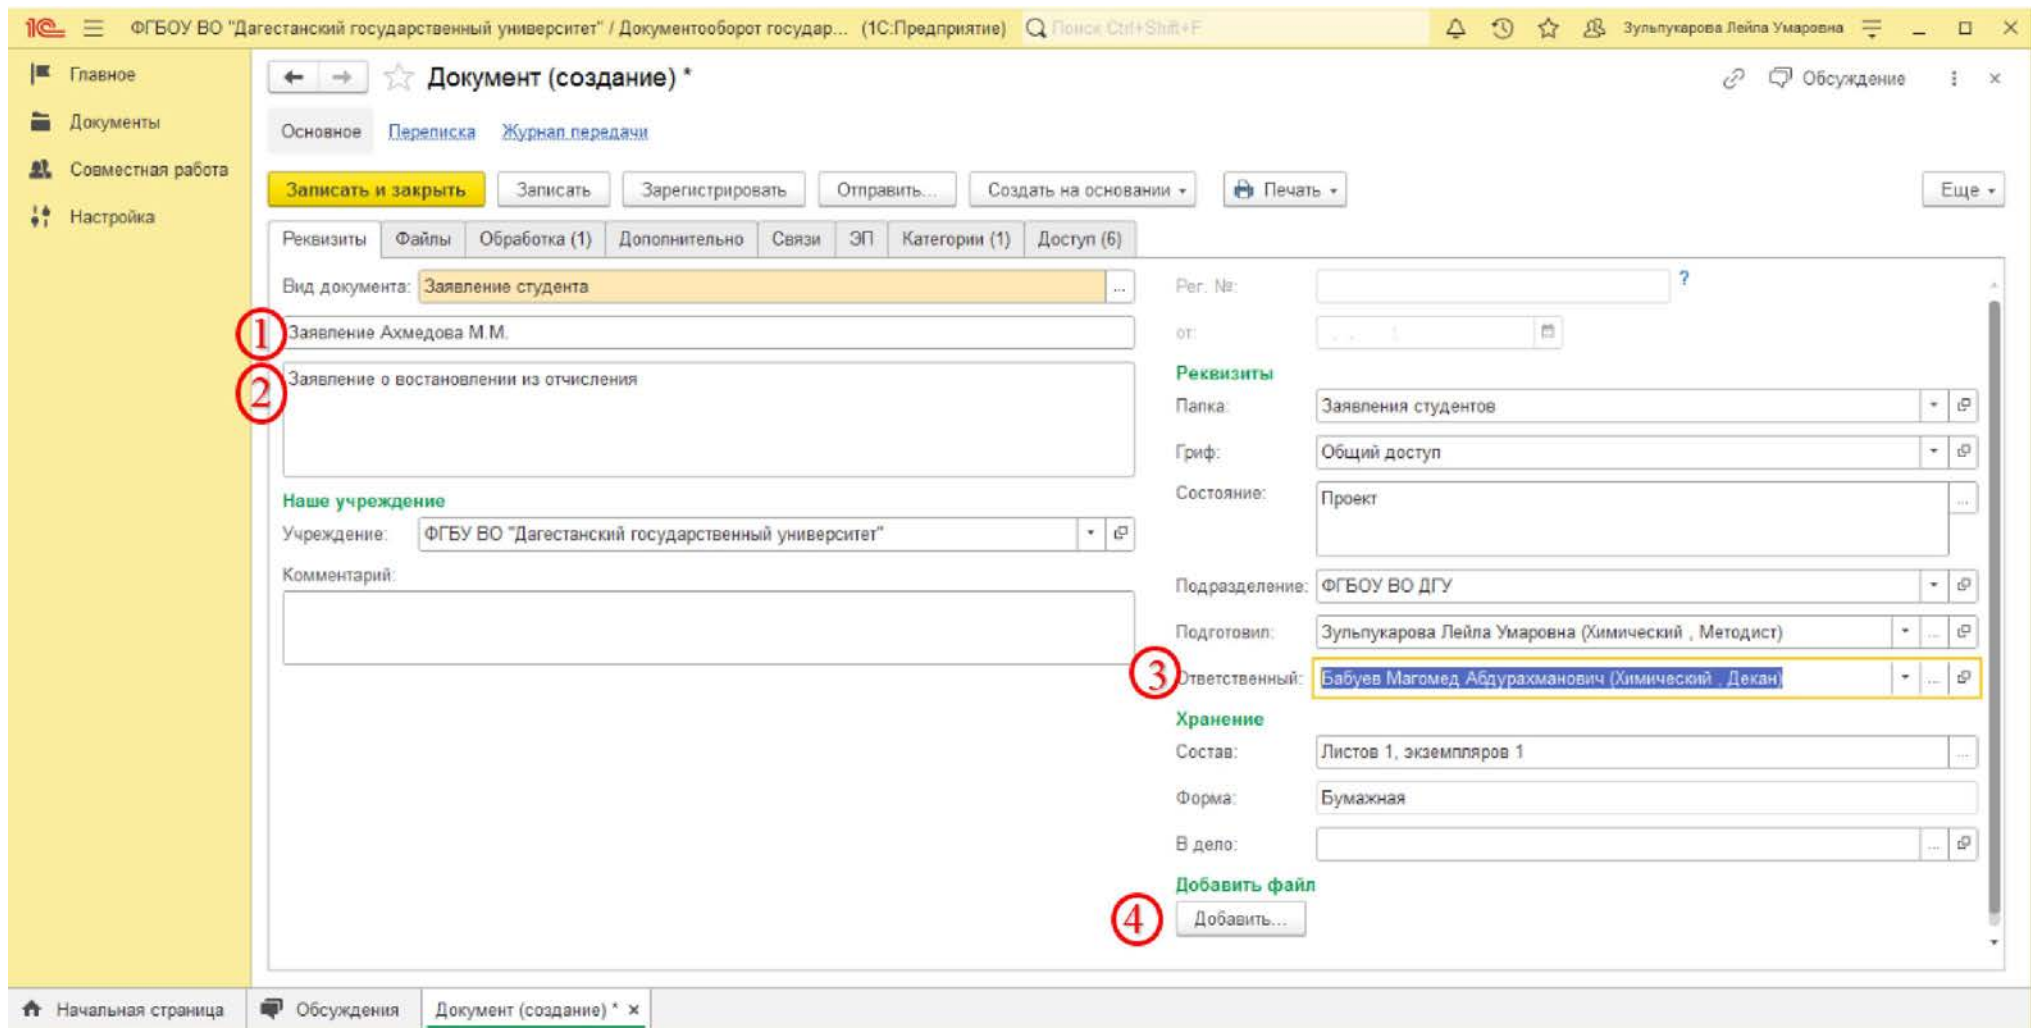 1С ФГБОУ ВО "Дагестанский государственный университет" / Документооборот государ... (1С:Предприятие) Поиск Ctrl+Shift+F Зульпукарова Лейла Умаровна
Главное
Документы
Совместная работа
Настройка
Документ (создание) * Обсуждение
Основное Переписка Журнал передачи
Записать и закрыть Записать Зарегистрировать Отправить... Создать на основании Печать Еще
Реквизиты Файлы Обработка (1) Дополнительно Связи ЭП Категории (1) Доступ (6)
Вид документа: Заявление студента ...
1 Заявление Ахмедова М.М.
2 Заявление о востановлении из отчисления
Наше учреждение
Учреждение: ФГБУ ВО "Дагестанский государственный университет"
Комментарий:
Рег. №: ?
от:
Реквизиты
Папка: Заявления студентов
Гриф: Общий доступ
Состояние: Проект ...
Подразделение: ФГБОУ ВО ДГУ
Подготовил: Зульпукарова Лейла Умаровна (Химический , Методист) ...
3 Ответственный: Бабуев Магомед Абдурахманович (Химический , Декан) ...
Хранение
Состав: Листов 1, экземпляров 1 ...
Форма: Бумажная
В дело: ...
Добавить файл
4 Добавить...
Начальная страница Обсуждения Документ (создание) * ×